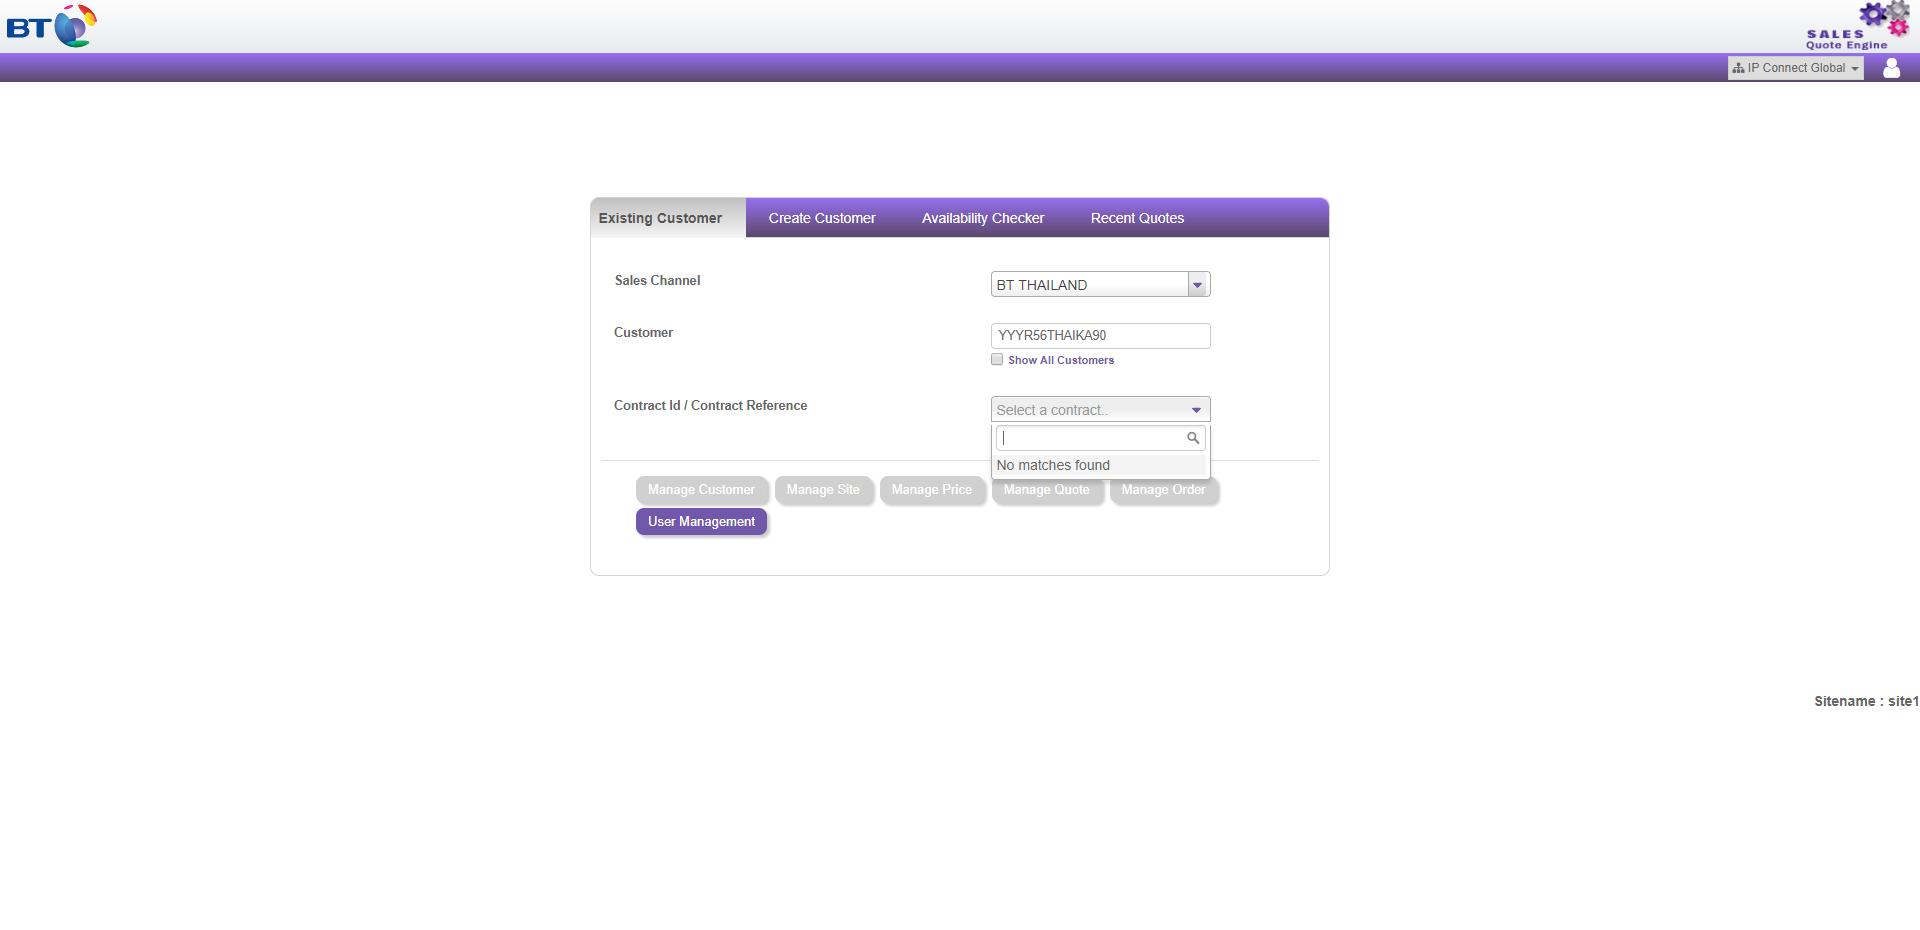 BT
SALES
Quote Engine
IP Connect Global
Existing Customer
Create Customer
Availability Checker
Recent Quotes
Sales Channel
BT THAILAND
Customer
YYYR56THAIKA90
Show All Customers
Contract Id / Contract Reference
Select a contract..
No matches found
Manage Customer
Manage Site
Manage Price
Manage Quote
Manage Order
User Management
Sitename : site1